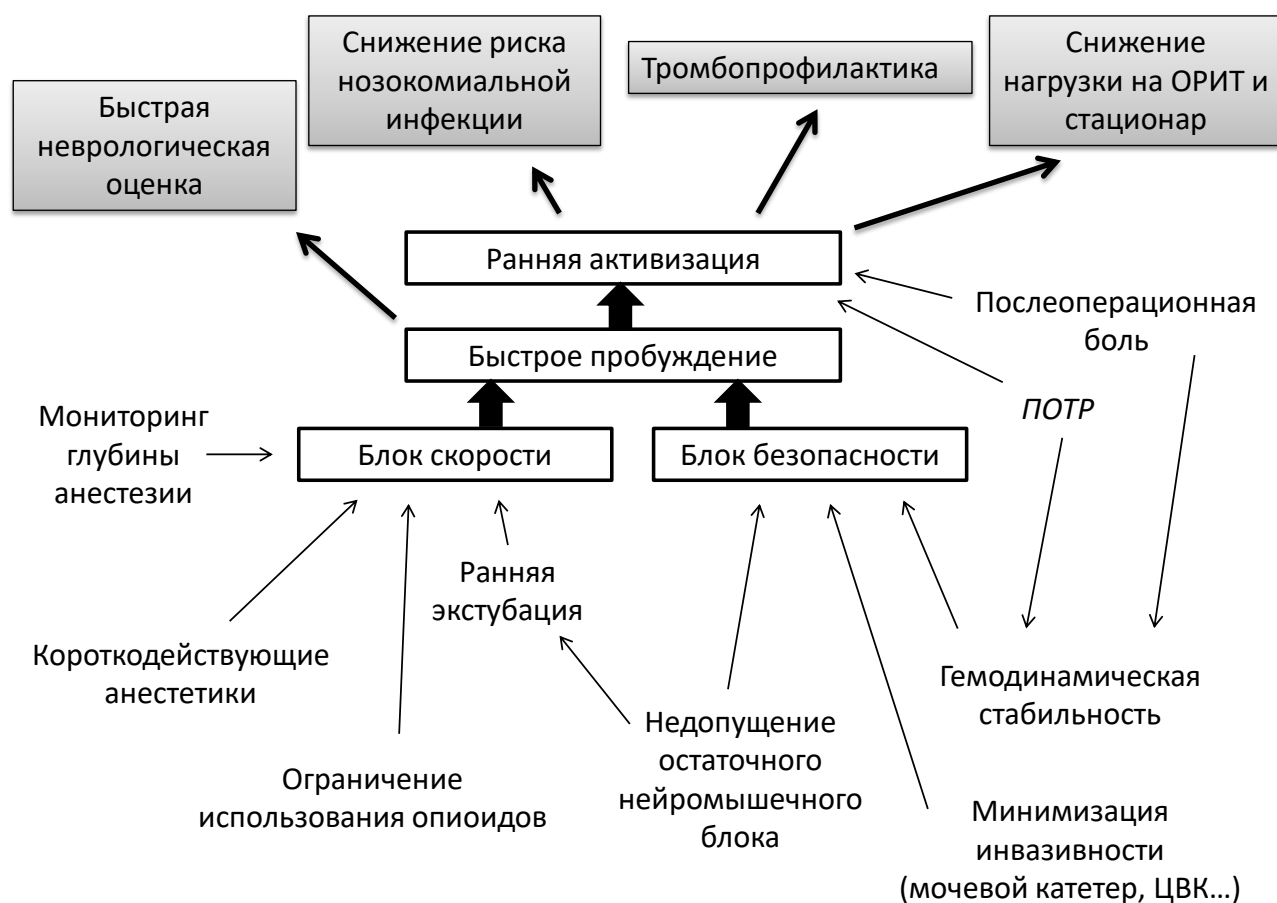 Снижение риска
нозокомиальной
инфекции
Тромбопрофилактика
Снижение
нагрузки на ОРИТ и
стационар
Быстрая
неврологическая
оценка
Ранняя активизация
Послеоперационная
боль
Быстрое пробуждение
ПОТР
Мониторинг
глубины
анестезии
Блок скорости
Блок безопасности
Ранняя
экстубация
Короткодействующие
анестетики
Гемодинамическая
стабильность
Недопущение
остаточного
нейромышечного
блока
Ограничение
использования опиоидов
Минимизация
инвазивности
(мочевой катетер, ЦВК…)